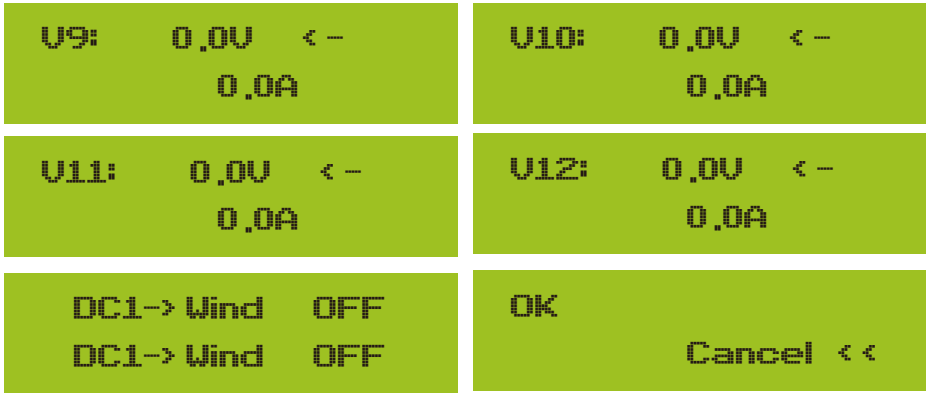 V9: 0.0V <-
0.0A
V10: 0.0V <-
0.0A
V11: 0.0V <-
0.0A
V12: 0.0V <-
0.0A
DC1-> Wind OFF
DC1-> Wind OFF
OK
Cancel <<